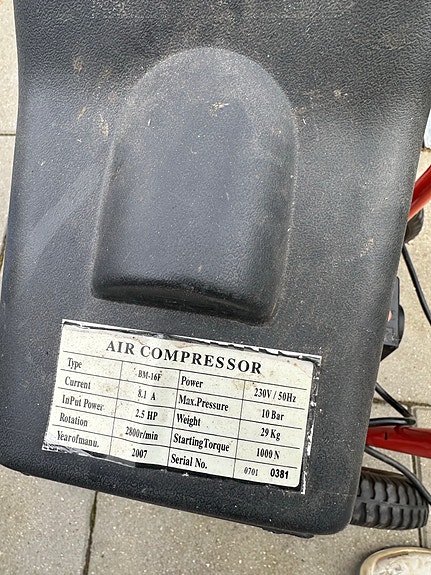 AIR COMPRESSOR
Type BM-16F Power 230V / 50Hz
Current 8.1 A Max.Pressure 10 Bar
InPut Power 2.5 HP Weight 29 Kg
Rotation 2800r/min StartingTorque 1000 N
Yearofmanu. 2007 Serial No. 0701 0381